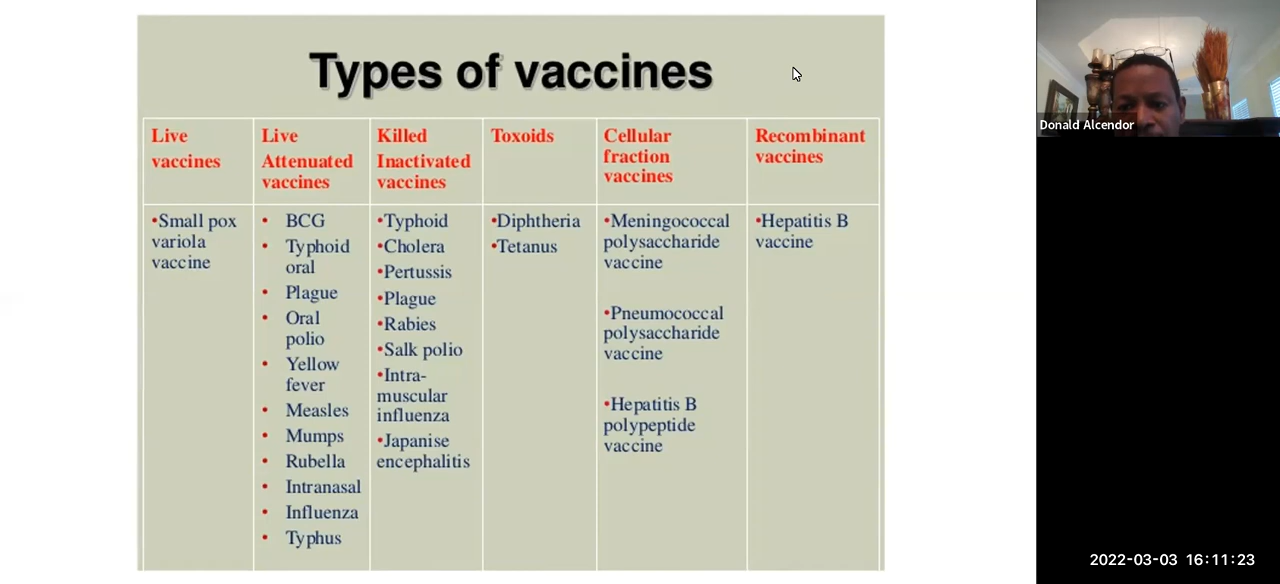 Types of vaccines
Live
vaccines
Live
Attenuated
vaccines
Killed
Inactivated
vaccines
Toxoids
Cellular
fraction
vaccines
Recombinant
vaccines
•Small pox
variola
vaccine
• BCG
• Typhoid
oral
• Plague
• Oral
polio
• Yellow
fever
• Measles
• Mumps
• Rubella
• Intranasal
• Influenza
• Typhus
•Typhoid
•Cholera
•Pertussis
•Plague
•Rabies
•Salk polio
•Intra-
muscular
influenza
•Japanise
encephalitis
•Diphtheria
•Tetanus
•Meningococcal
polysaccharide
vaccine
•Pneumococcal
polysaccharide
vaccine
•Hepatitis B
polypeptide
vaccine
•Hepatitis B
vaccine
Donald Alcendor
2022-03-03 16:11:23